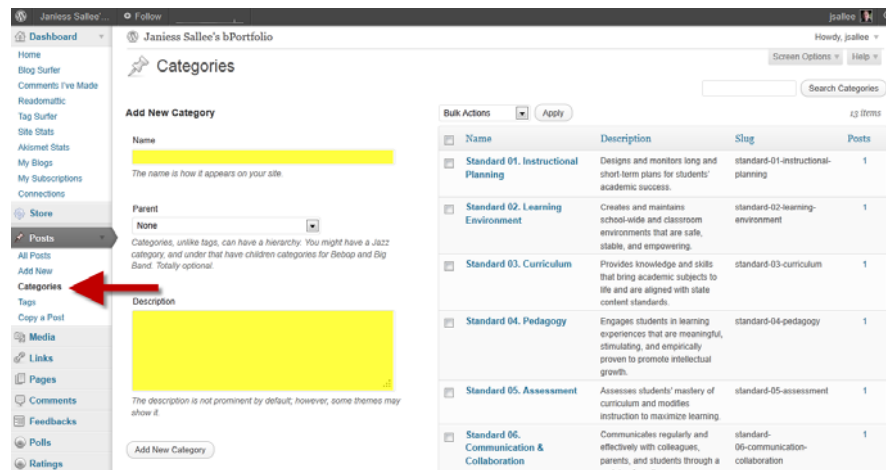 Janiess Sallee'...
Follow
jsallee
Dashboard
Home
Blog Surfer
Comments I've Made
Readomattic
Tag Surfer
Site Stats
Akismet Stats
My Blogs
My Subscriptions
Connections
Store
Posts
All Posts
Add New
Categories
Tags
Copy a Post
Media
Links
Pages
Comments
Feedbacks
Polls
Ratings
Janiess Sallee's bPortfolio
Howdy, jsallee
Screen Options
Help
Categories
Search Categories
Add New Category
Name
The name is how it appears on your site.
Parent
None
Categories, unlike tags, can have a hierarchy. You might have a Jazz
category, and under that have children categories for Bebop and Big
Band. Totally optional.
Description
The description is not prominent by default; however, some themes may
show it.
Add New Category
Bulk Actions
Apply
13 items
Name Description Slug Posts
Standard 01. Instructional
Planning
Designs and monitors long and
short-term plans for students'
academic success.
standard-01-instructional-
planning
1
Standard 02. Learning
Environment
Creates and maintains
school-wide and classroom
environments that are safe,
stable, and empowering.
standard-02-learning-
environment
1
Standard 03. Curriculum
Provides knowledge and skills
that bring academic subjects to
life and are aligned with state
content standards.
standard-03-curriculum
1
Standard 04. Pedagogy
Engages students in learning
experiences that are meaningful,
stimulating, and empirically
proven to promote intellectual
growth.
standard-04-pedagogy
1
Standard 05. Assessment
Assesses students' mastery of
curriculum and modifies
instruction to maximize learning.
standard-05-assessment
1
Standard 06.
Communication &
Collaboration
Communicates regularly and
effectively with colleagues,
parents, and students through a
standard-
06-communication-
collaboration
1